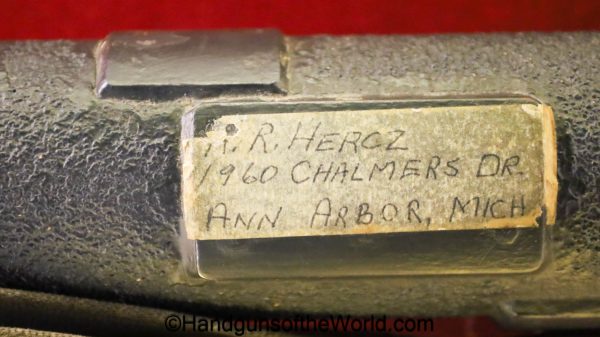 R. HERCZ
1960 CHALMERS DR.
ANN ARBOR, MICH
©HandgunsoftheWorld.com